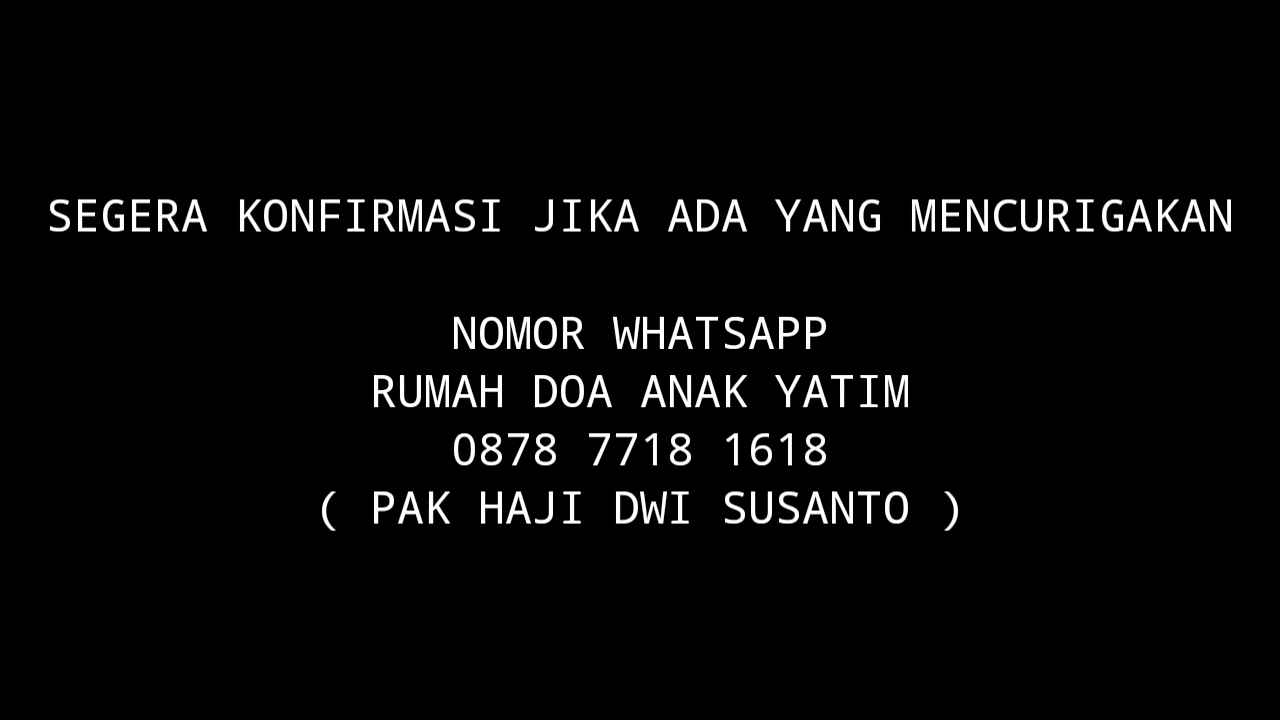 SEGERA KONFIRMASI JIKA ADA YANG MENCURIGAKAN
NOMOR WHATSAPP
RUMAH DOA ANAK YATIM
0878 7718 1618
( PAK HAJI DWI SUSANTO )